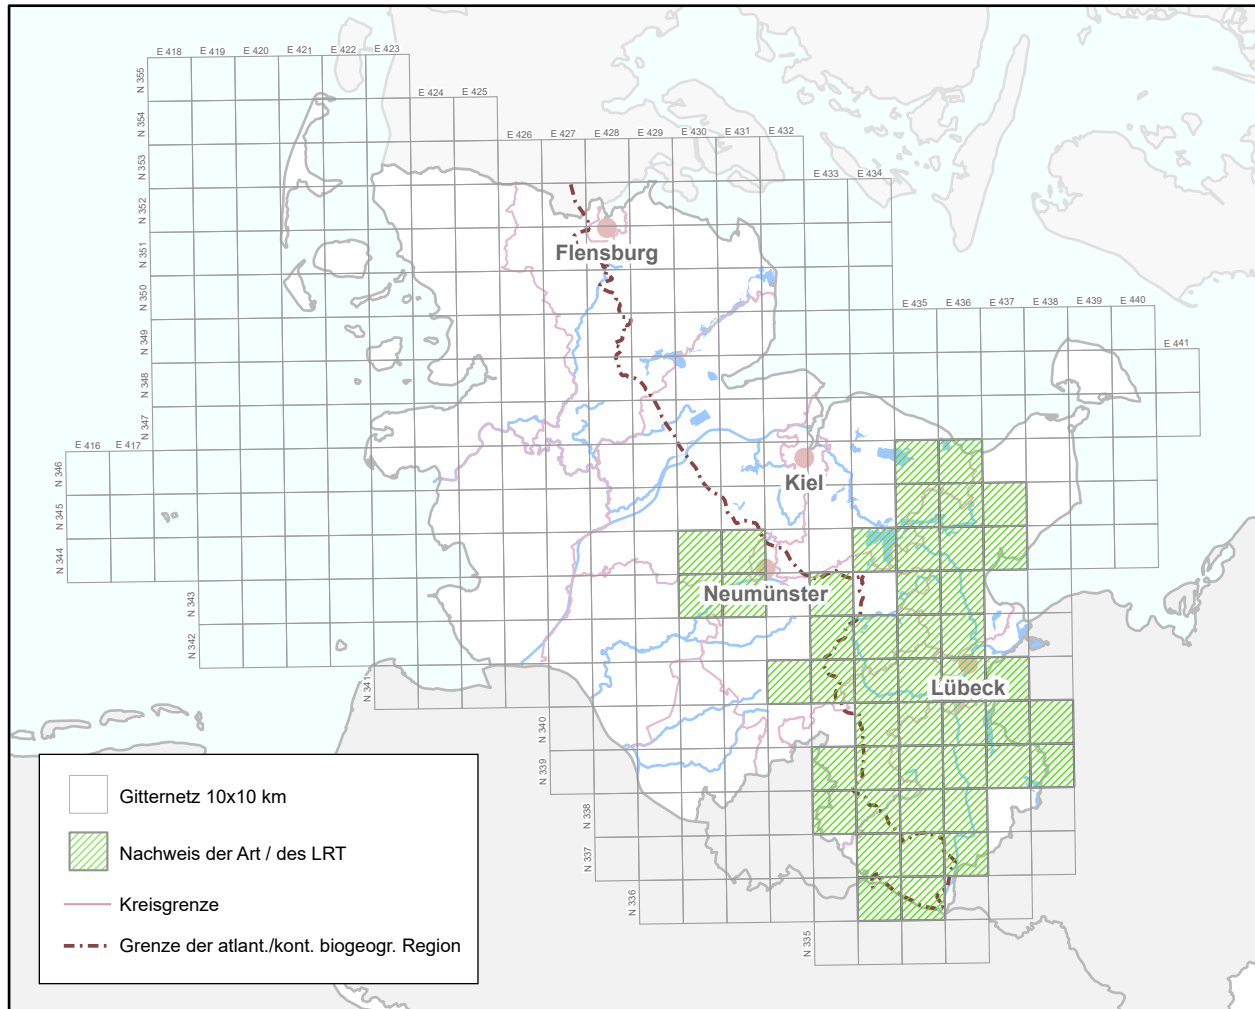 E 418 E 419 E 420 E 421 E 422 E 423
E 424 E 425
E 426 E 427 E 428 E 429 E 430 E 431 E 432
E 433 E 434
E 435 E 436 E 437 E 438 E 439 E 440
E 441
E 416 E 417
N 355
N 354
N 353
N 352
N 351
N 350
N 349
N 348
N 347
N 346
N 345
N 344
N 343
N 342
N 341
N 340
N 339
N 338
N 337
N 336
N 335
Flensburg
Kiel
Neumünster
Lübeck
Gitternetz 10x10 km
Nachweis der Art / des LRT
Kreisgrenze
Grenze der atlant./kont. biogeogr. Region